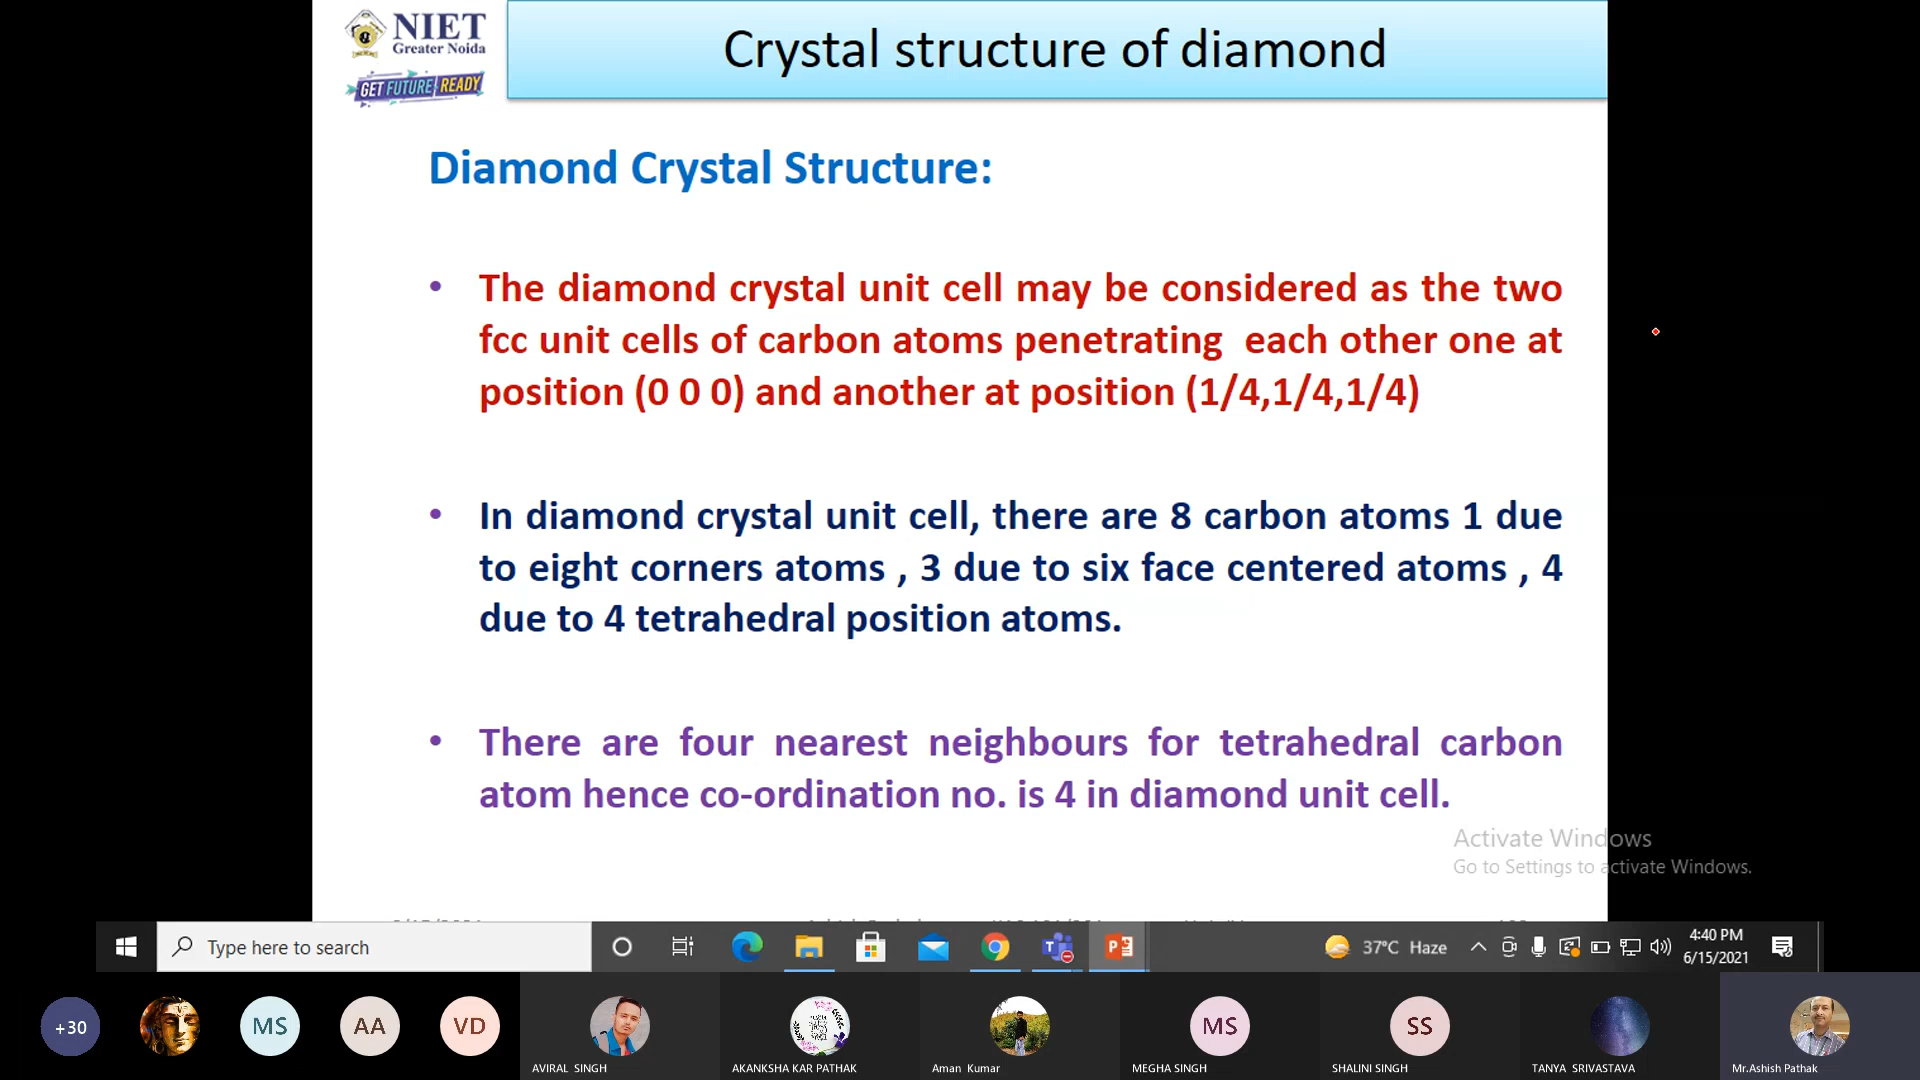 NIET
Greater Noida
GET FUTURE READY
Crystal structure of diamond
Diamond Crystal Structure:
• The diamond crystal unit cell may be considered as the two
fcc unit cells of carbon atoms penetrating each other one at
position (0 0 0) and another at position (1/4,1/4,1/4)
• In diamond crystal unit cell, there are 8 carbon atoms 1 due
to eight corners atoms , 3 due to six face centered atoms , 4
due to 4 tetrahedral position atoms.
• There are four nearest neighbours for tetrahedral carbon
atom hence co-ordination no. is 4 in diamond unit cell.
Activate Windows
Go to Settings to activate Windows.
Type here to search
37°C Haze
4:40 PM
6/15/2021
+30
MS
AA
VD
MS
SS
AVIRAL SINGH
AKANKSHA KAR PATHAK
Aman Kumar
MEGHA SINGH
SHALINI SINGH
TANYA SRIVASTAVA
Mr.Ashish Pathak